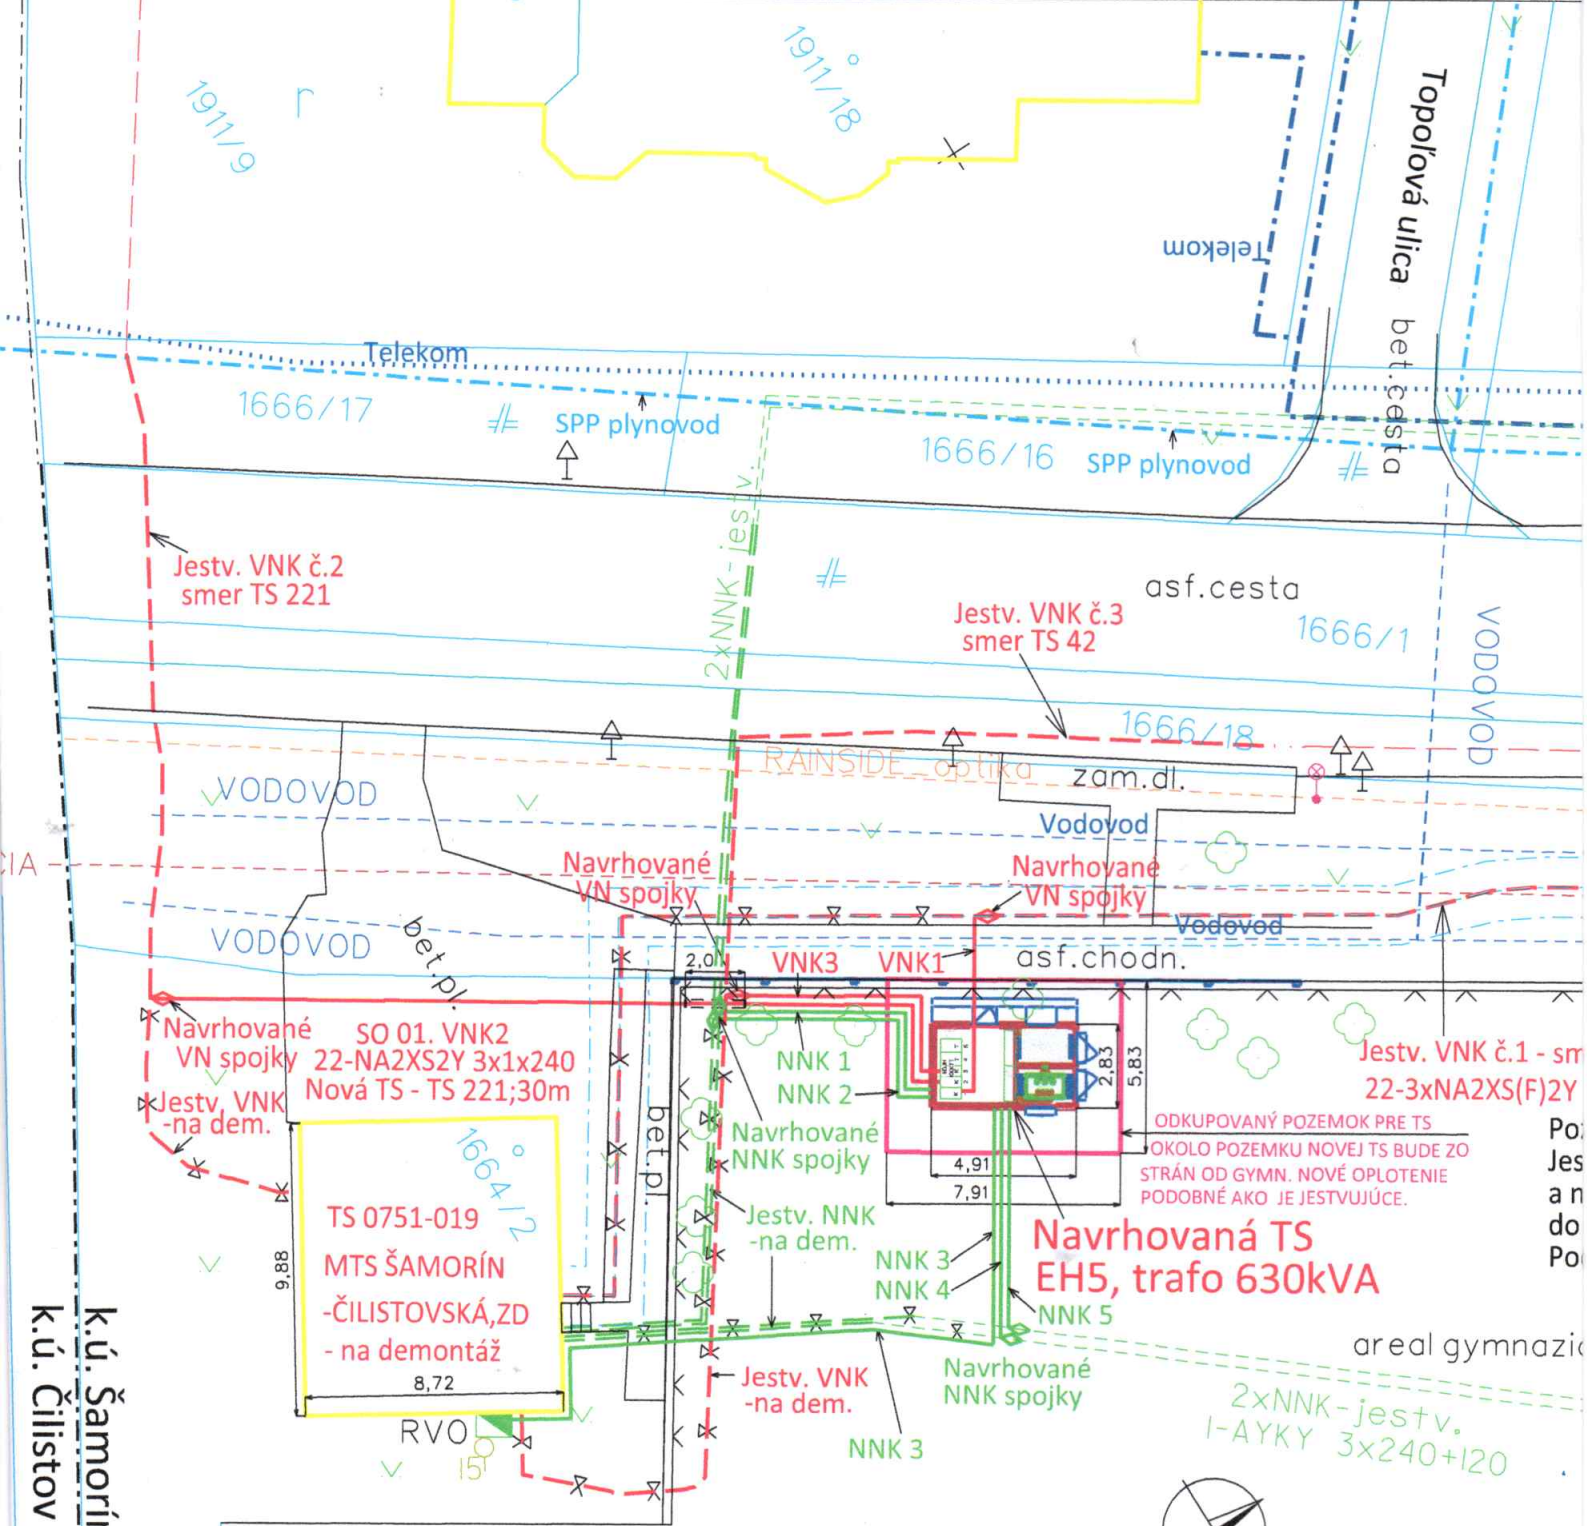 1911/9
r
1911/18
Topoľová ulica
bet.cesta
Telekom
Telekom
1666/17
SPP plynovod
1666/16
SPP plynovod
2xNNK-jestv.
Jestv. VNK č.2
smer TS 221
asf.cesta
1666/1
Jestv. VNK č.3
smer TS 42
VODOVOD
1666/18
RAINSIDE_optika
zam.dl.
VODOVOD
Vodovod
Navrhované
VN spojky
Navrhované
VN spojky
VODOVOD
bet.pl.
Vodovod
2,0
VNK3
VNK1
asf.chodn.
Navrhované
VN spojky
SO 01. VNK2
22-NA2XS2Y 3x1x240
Nová TS - TS 221;30m
NNK 1
NNK 2
2,83
5,83
Jestv. VNK č.1 - sm
22-3xNA2XS(F)2Y
Jestv. VNK
-na dem.
bet.pl.
Navrhované
NNK spojky
4,91
7,91
ODKUPOVANÝ POZEMOK PRE TS
OKOLO POZEMKU NOVEJ TS BUDE ZO
STRÁN OD GYMN. NOVÉ OPLOTENIE
PODOBNÉ AKO JE JESTVUJÚCE.
Jes
a n
do
1664/2
TS 0751-019
MTS ŠAMORÍN
-ČILISTOVSKÁ,ZD
- na demontáž
9,88
8,72
Jestv. NNK
-na dem.
Navrhovaná TS
EH5, trafo 630kVA
NNK 3
NNK 4
NNK 5
areal gymnazi
Jestv. VNK
-na dem.
Navrhované
NNK spojky
NNK 3
2xNNK-jestv.
1-AYKY 3x240+120
RVO
15
k.ú. Šamorí
k.ú. Čilistov